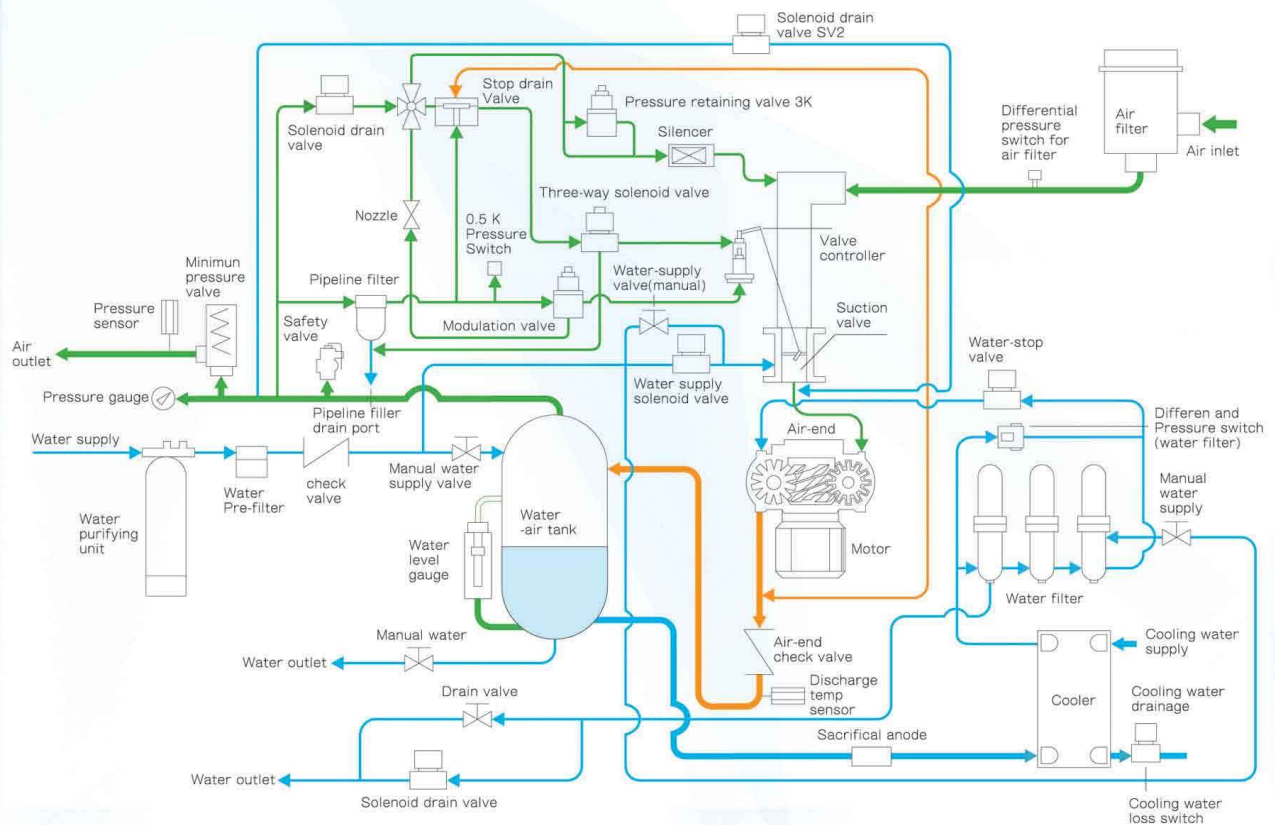 Solenoid drain
valve SV2
Stop drain
Valve
Solenoid drain
valve
Pressure retaining valve 3K
Silencer
Differential
pressure
switch for
air filter
Air
filter
Air inlet
Three-way solenoid valve
Nozzle
0.5 K
Pressure
Switch
Valve
controller
Minimun
pressure
valve
Pipeline filter
Water-supply
valve(manual)
Pressure
sensor
Safety
valve
Modulation valve
Suction
valve
Air
outlet
Water-stop
valve
Pressure gauge
Pipeline filler
drain port
Water supply
solenoid valve
Differen and
Pressure switch
(water filter)
Water supply
Air-end
Manual water
supply valve
check
valve
Water
Pre-filter
Manual
water
supply
Water
purifying
unit
Water
-air tank
Water
level
gauge
Motor
Water filter
Manual water
Water outlet
Air-end
check valve
Cooling water
supply
Discharge
temp
sensor
Drain valve
Cooler
Cooling water
drainage
Sacrifical anode
Water outlet
Solenoid drain valve
Cooling water
loss switch